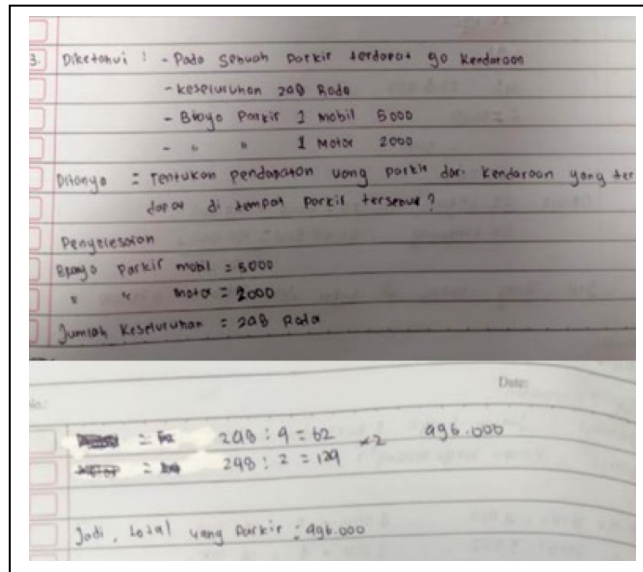 3. Diketahui : - Pada sebuah parkir terdapat 90 kendaraan
- keseluruhan 248 Roda
- Biaya Parkir 1 mobil 5000
- " " 1 Motor 2000
Ditanya = Tentukan pendapatan uang parkir dari kendaraan yang ter
dapat di tempat parkir tersebut?
Penyelesaian
Biaya Parkir mobil = 5000
" " motor = 2000
Jumlah Keseluruhan = 248 Roda
No: Date:
= 248 : 4 = 62 x2 496.000
= 248 : 2 = 124
Jadi, total uang parkir : 496.000